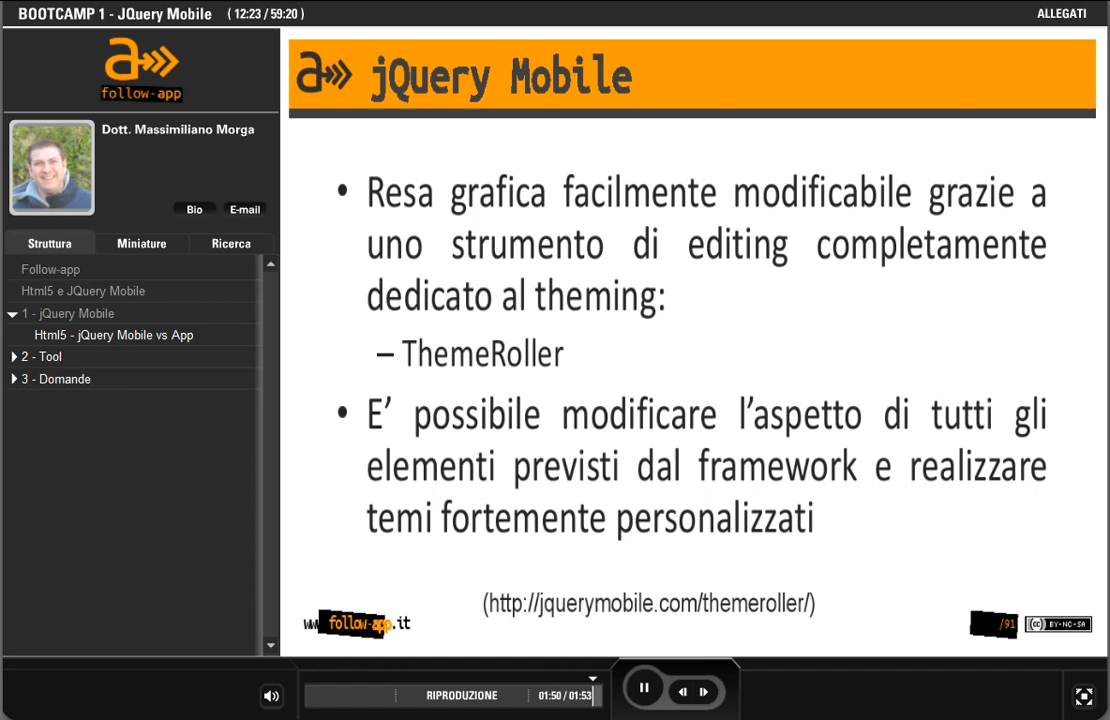 BOOTCAMP 1 - JQuery Mobile ( 12:23 / 59:20 )
ALLEGATI
a
follow-app
Dott. Massimiliano Morga
Bio
E-mail
Struttura
Miniature
Ricerca
Follow-app
Html5 e JQuery Mobile
1 - jQuery Mobile
Html5 - jQuery Mobile vs App
2 - Tool
3 - Domande
a jQuery Mobile
• Resa grafica facilmente modificabile grazie a
uno strumento di editing completamente
dedicato al theming:
– ThemeRoller
• E’ possibile modificare l’aspetto di tutti gli
elementi previsti dal framework e realizzare
temi fortemente personalizzati
(http://jquerymobile.com/themeroller/)
www.follow-app.it
/91
cc BY-NC-SA
RIPRODUZIONE
01:50 / 01:53